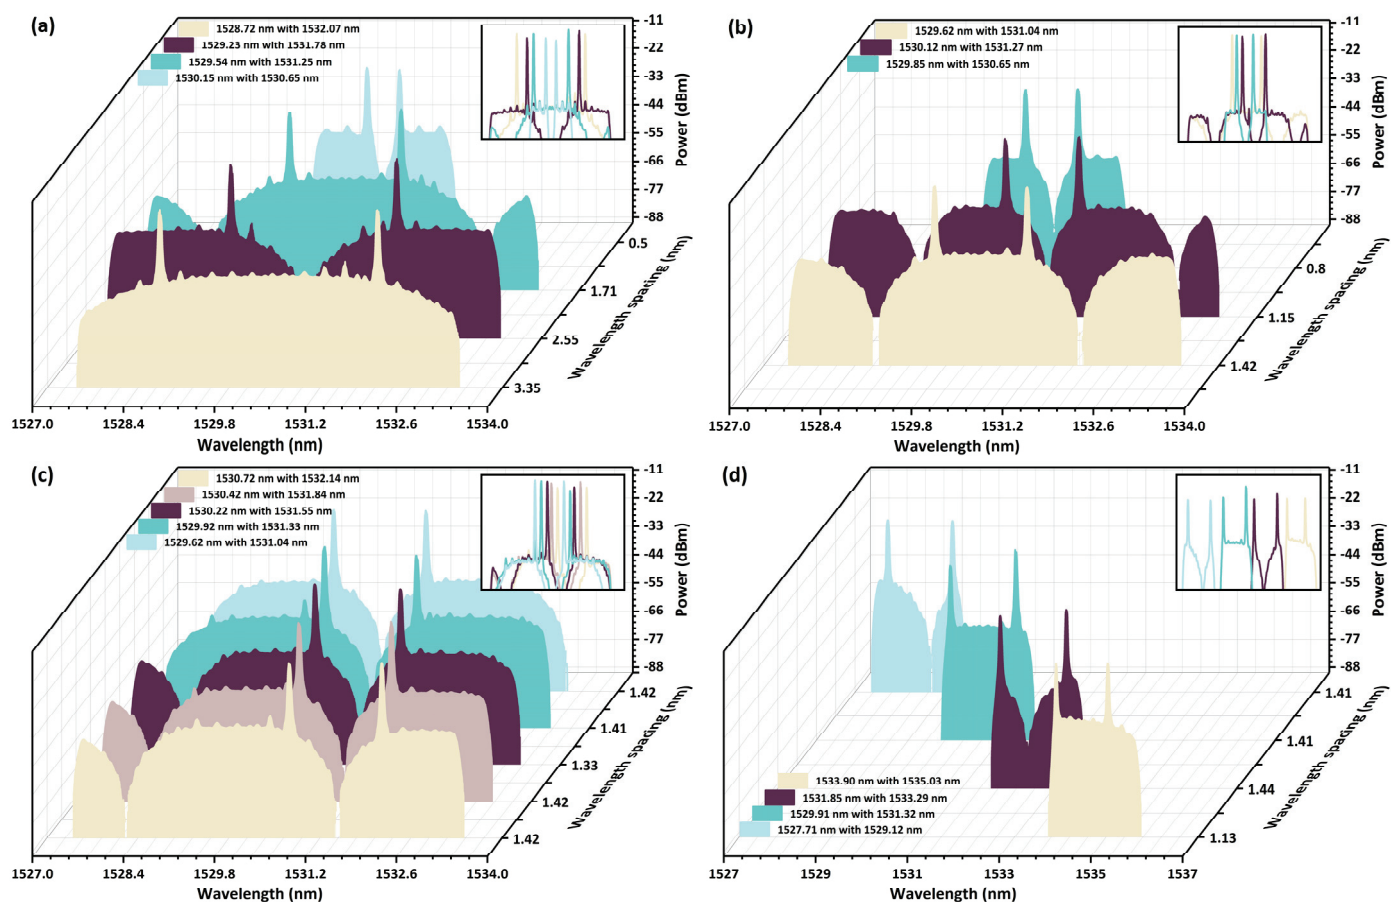 (a)
1528.72 nm with 1532.07 nm
1529.23 nm with 1531.78 nm
1529.54 nm with 1531.25 nm
1530.15 nm with 1530.65 nm
-11
-22
-33
-44
-55
-66
-77
-88
Power (dBm)
0.5
1.71
2.55
3.35
Wavelength spacing (nm)
1527.0 1528.4 1529.8 1531.2 1532.6 1534.0
Wavelength (nm)
(b)
1529.62 nm with 1531.04 nm
1530.12 nm with 1531.27 nm
1529.85 nm with 1530.65 nm
-11
-22
-33
-44
-55
-66
-77
-88
Power (dBm)
0.8
1.15
1.42
Wavelength spacing (nm)
1527.0 1528.4 1529.8 1531.2 1532.6 1534.0
Wavelength (nm)
(c)
1530.72 nm with 1532.14 nm
1530.42 nm with 1531.84 nm
1530.22 nm with 1531.55 nm
1529.92 nm with 1531.33 nm
1529.62 nm with 1531.04 nm
-11
-22
-33
-44
-55
-66
-77
-88
Power (dBm)
1.42
1.41
1.33
1.42
1.42
Wavelength spacing (nm)
1527.0 1528.4 1529.8 1531.2 1532.6 1534.0
Wavelength (nm)
(d)
1533.90 nm with 1535.03 nm
1531.85 nm with 1533.29 nm
1529.91 nm with 1531.32 nm
1527.71 nm with 1529.12 nm
-11
-22
-33
-44
-55
-66
-77
-88
Power (dBm)
1.41
1.41
1.44
1.13
Wavelength spacing (nm)
1527 1529 1531 1533 1535 1537
Wavelength (nm)